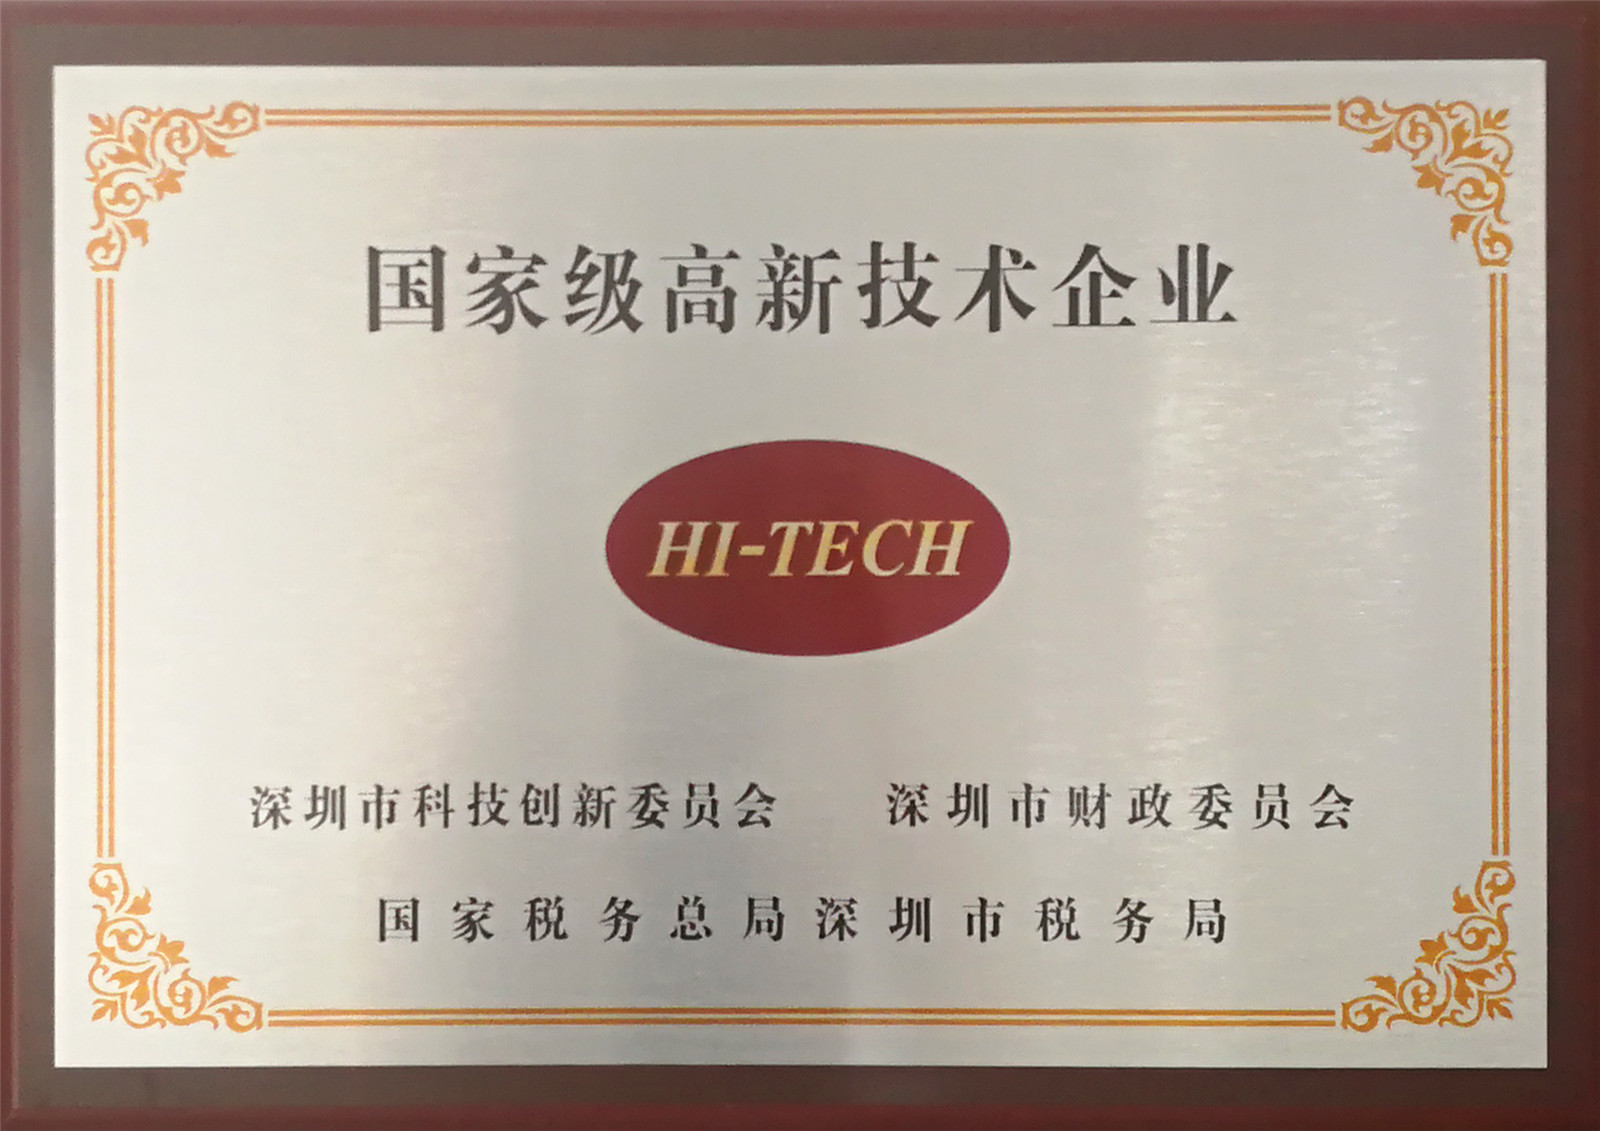 国家级高新技术企业
HI-TECH
深圳市科技创新委员会 深圳市财政委员会
国家税务总局深圳市税务局